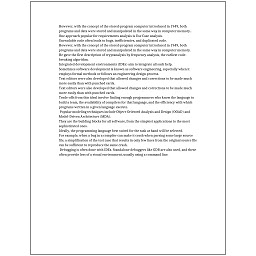 However, with the concept of the stored-program computer introduced in 1949, both
programs and data were stored and manipulated in the same way in computer memory.
One approach popular for requirements analysis is Use Case analysis.
Unreadable code often leads to bugs, inefficiencies, and duplicated code.
However, with the concept of the stored-program computer introduced in 1949, both
programs and data were stored and manipulated in the same way in computer memory.
He gave the first description of cryptanalysis by frequency analysis, the earliest code-
breaking algorithm.
Integrated development environments (IDEs) aim to integrate all such help.
Sometimes software development is known as software engineering, especially when it
employs formal methods or follows an engineering design process.
Text editors were also developed that allowed changes and corrections to be made much
more easily than with punched cards.
Text editors were also developed that allowed changes and corrections to be made much
more easily than with punched cards.
Trade-offs from this ideal involve finding enough programmers who know the language to
build a team, the availability of compilers for that language, and the efficiency with which
programs written in a given language execute.
Popular modeling techniques include Object-Oriented Analysis and Design (OOAD) and
Model-Driven Architecture (MDA).
They are the building blocks for all software, from the simplest applications to the most
sophisticated ones.
Ideally, the programming language best suited for the task at hand will be selected.
For example, when a bug in a compiler can make it crash when parsing some large source
file, a simplification of the test case that results in only few lines from the original source file
can be sufficient to reproduce the same crash.
Debugging is often done with IDEs. Standalone debuggers like GDB are also used, and these
often provide less of a visual environment, usually using a command line.